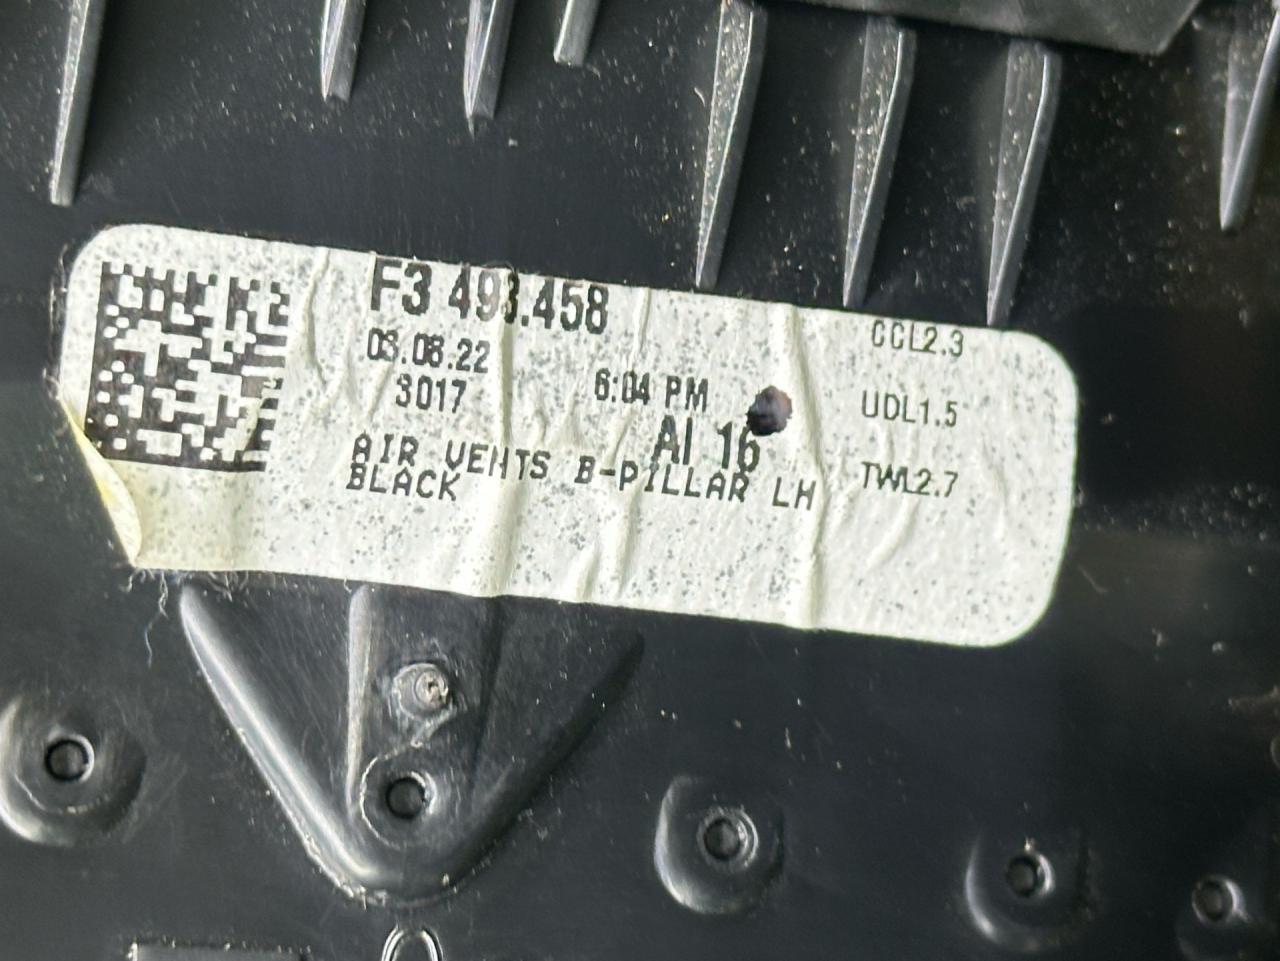 F3 493.458
03.08.22
3017
6:04 PM
AI 16
AIR VENTS B-PILLAR LH
BLACK
CCL2.3
UDL1.5
TWL2.7